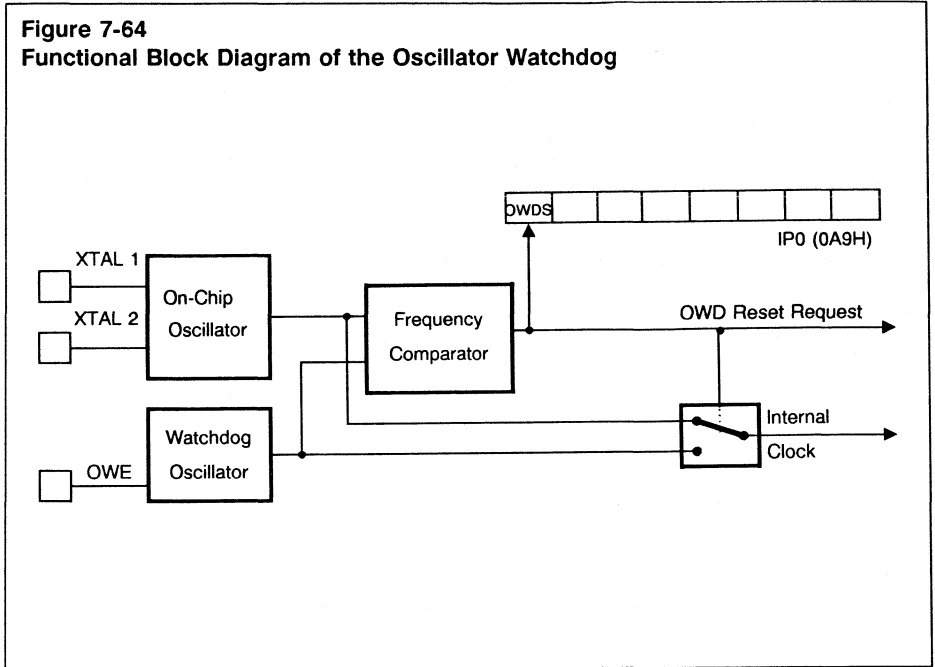 Figure 7-64
Functional Block Diagram of the Oscillator Watchdog
OWDS
IP0 (0A9H)
XTAL 1
On-Chip
Oscillator
XTAL 2
Frequency
Comparator
OWD Reset Request
Watchdog
Oscillator
OWE
Internal
Clock